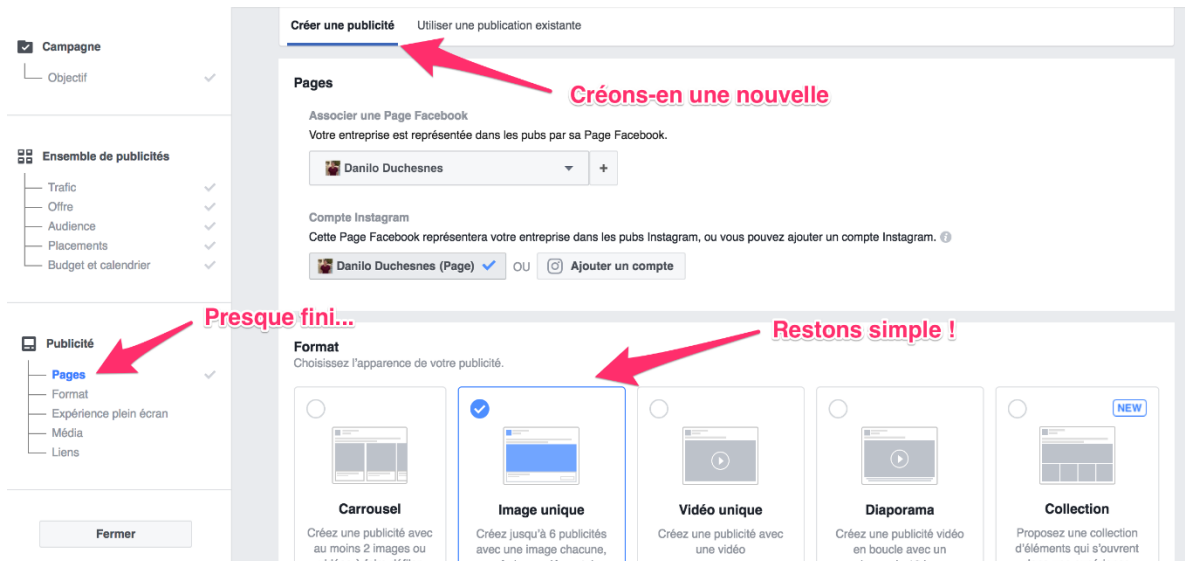 Créer une publicité
Utiliser une publication existante
Campagne
Objectif
Créons-en une nouvelle
Pages
Associer une Page Facebook
Votre entreprise est représentée dans les pubs par sa Page Facebook.
Danilo Duchesnes
+
Ensemble de publicités
Trafic
Offre
Audience
Placements
Budget et calendrier
Compte Instagram
Cette Page Facebook représentera votre entreprise dans les pubs Instagram, ou vous pouvez ajouter un compte Instagram.
Danilo Duchesnes (Page)
OU
Ajouter un compte
Presque fini...
Restons simple !
Publicité
Pages
Format
Expérience plein écran
Média
Liens
Fermer
Format
Choisissez l'apparence de votre publicité.
NEW
Carrousel
Créez une publicité avec
au moins 2 images ou
Image unique
Créez jusqu'à 6 publicités
avec une image chacune,
Vidéo unique
Créez une publicité avec
une vidéo
Diaporama
Créez une publicité vidéo
en boucle avec un
Collection
Proposez une collection
d'éléments qui s'ouvrent